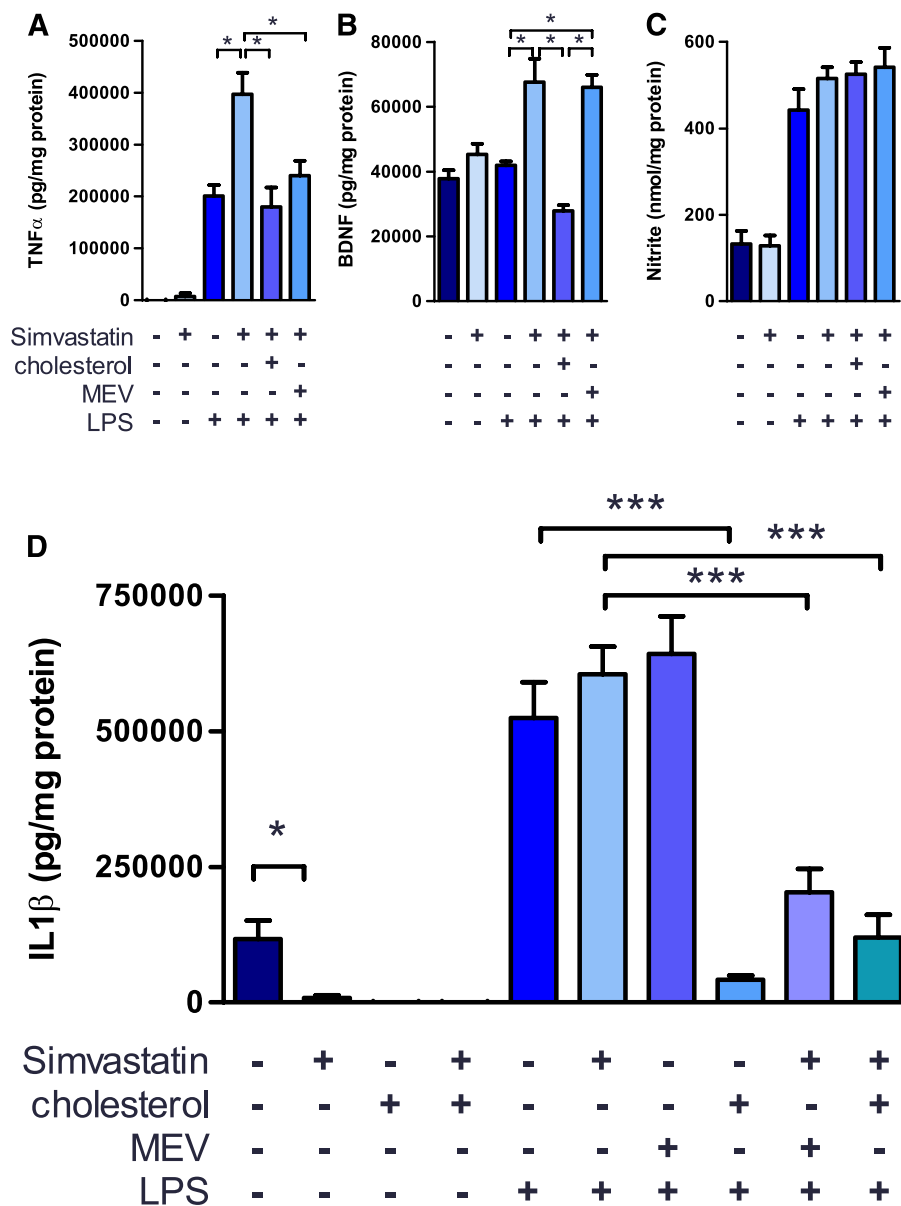 A
B
C
TNFα (pg/mg protein)
500000
400000
300000
200000
100000
0
* * *
BDNF (pg/mg protein)
80000
60000
40000
20000
0
* * * *
Nitrite (nmol/mg protein)
600
400
200
0
Simvastatin - + - + + + - + - + + + - + - + + +
cholesterol - - - - + - - - - - + - - - - - + -
MEV - - - - - + - - - - - + - - - - - +
LPS - - + + + + - - + + + + - - + + + +
D
IL1β (pg/mg protein)
750000
500000
250000
0
*
***
***
***
Simvastatin - + - + - + - - + +
cholesterol - - + + - - - + - +
MEV - - - - - - + - + -
LPS - - - - + + + + + +